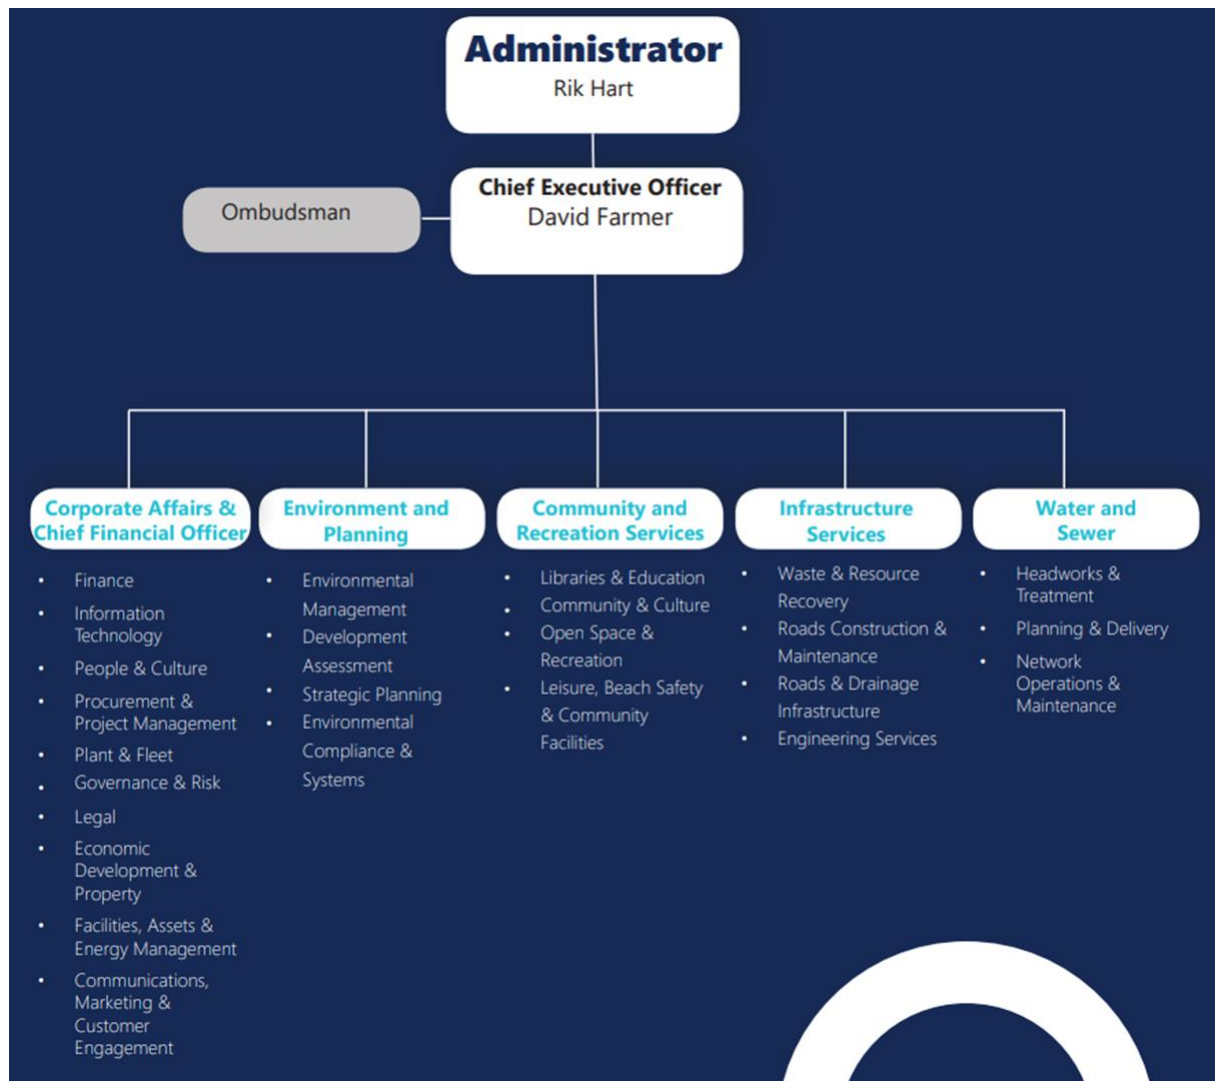 Administrator
Rik Hart
Chief Executive Officer
David Farmer
Ombudsman
Corporate Affairs &
Chief Financial Officer
• Finance
• Information
Technology
• People & Culture
• Procurement &
Project Management
• Plant & Fleet
• Governance & Risk
• Legal
• Economic
Development &
Property
• Facilities, Assets &
Energy Management
• Communications,
Marketing &
Customer
Engagement
Environment and
Planning
• Environmental
Management
• Development
Assessment
• Strategic Planning
• Environmental
Compliance &
Systems
Community and
Recreation Services
• Libraries & Education
• Community & Culture
• Open Space &
Recreation
• Leisure, Beach Safety
& Community
Facilities
Infrastructure
Services
• Waste & Resource
Recovery
• Roads Construction &
Maintenance
• Roads & Drainage
Infrastructure
• Engineering Services
Water and
Sewer
• Headworks &
Treatment
• Planning & Delivery
• Network
Operations &
Maintenance